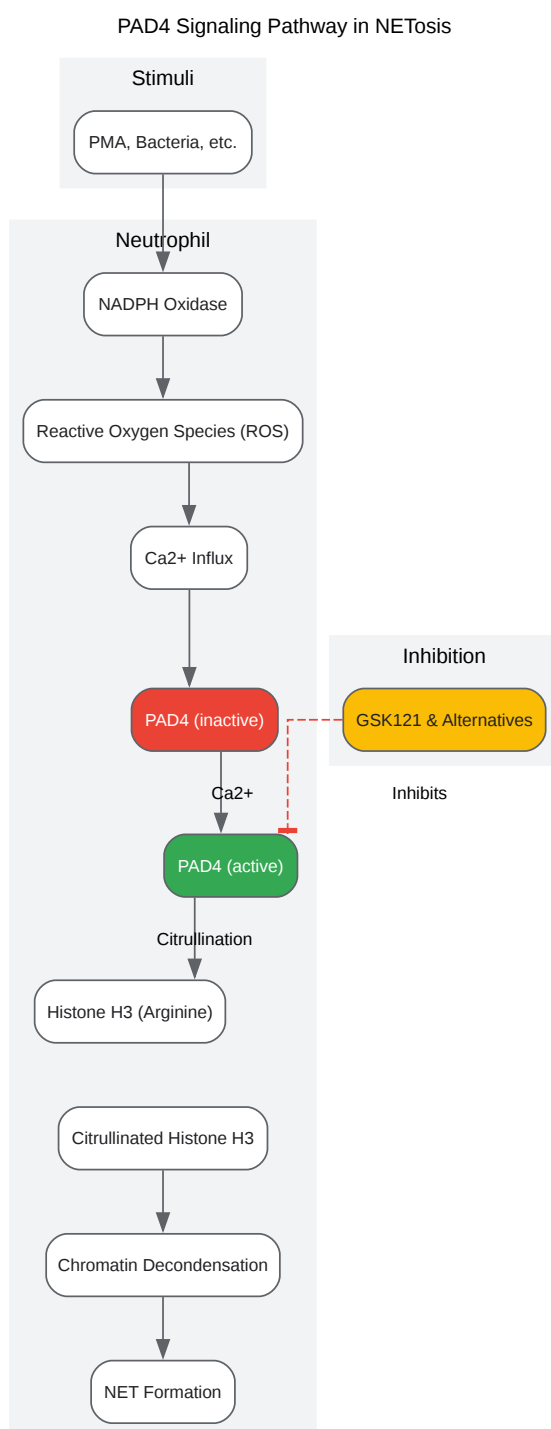 PAD4 Signaling Pathway in NETosis
Stimuli
PMA, Bacteria, etc.
Neutrophil
NADPH Oxidase
Reactive Oxygen Species (ROS)
Ca2+ Influx
Inhibition
PAD4 (inactive)
GSK121 & Alternatives
Ca2+
Inhibits
PAD4 (active)
Citrullination
Histone H3 (Arginine)
Citrullinated Histone H3
Chromatin Decondensation
NET Formation